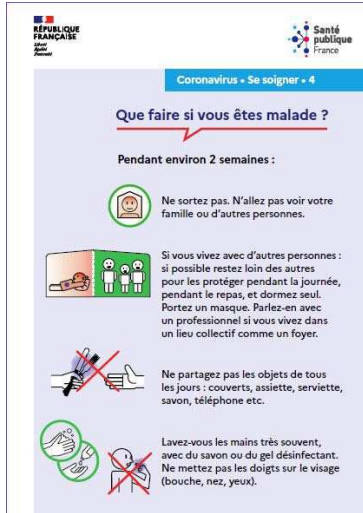 RÉPUBLIQUE
FRANÇAISE
Liberté
Égalité
Fraternité
Santé
publique
France
Coronavirus • Se soigner • 4
Que faire si vous êtes malade ?
Pendant environ 2 semaines :
Ne sortez pas. N’allez pas voir votre
famille ou d’autres personnes.
Si vous vivez avec d’autres personnes :
si possible restez loin des autres
pour les protéger pendant la journée,
pendant le repas, et dormez seul.
Portez un masque. Parlez-en avec
un professionnel si vous vivez dans
un lieu collectif comme un foyer.
Ne partagez pas les objets de tous
les jours : couverts, assiette, serviette,
savon, téléphone etc.
Lavez-vous les mains très souvent,
avec du savon ou du gel désinfectant.
Ne mettez pas les doigts sur le visage
(bouche, nez, yeux).